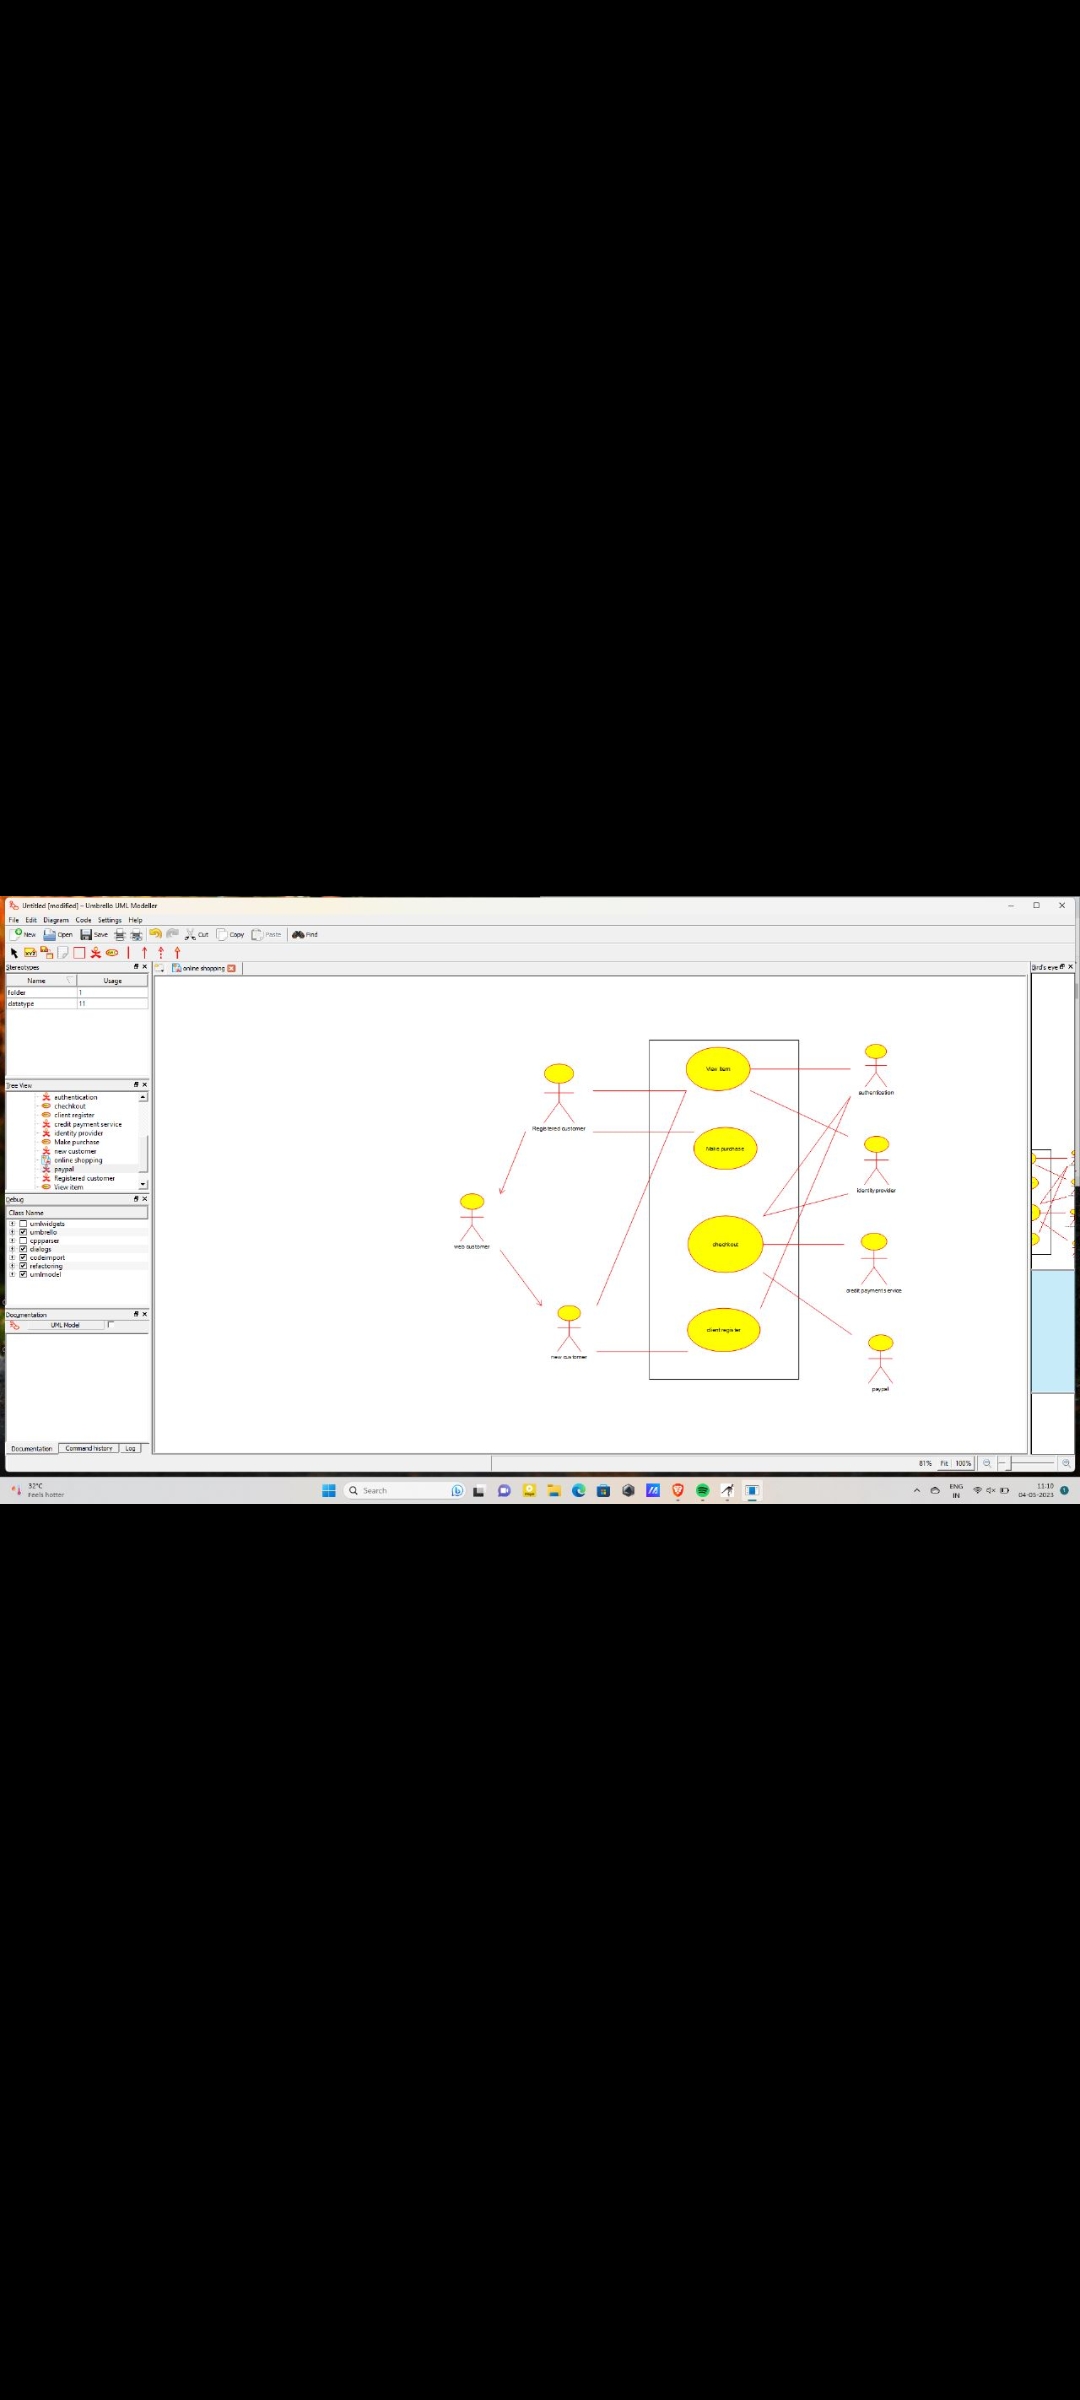 Untitled [modified] – Umbrello UML Modeller
File Edit Diagram Code Settings Help
New Open Save Cut Copy Paste Find
Stereotypes
online shopping
Bird's eye
Name Usage
folder 1
datatype 11
Tree View
authentication
chechkout
client register
credit payment service
identity provider
Make purchase
new customer
online shopping
paypal
Registered customer
View item
Debug
Class Name
umlwidgets
umbrello
cppparser
dialogs
codeimport
refactoring
umlmodel
Documentation
UML Model
Documentation Command history Log
View item
authentication
Registered customer
Make purchase
identity provider
web customer
chechkout
credit payment service
new customer
client register
paypal
81% Fit 100%
32°C
Feels hotter
Search
ENG
IN
11:10
04-05-2023